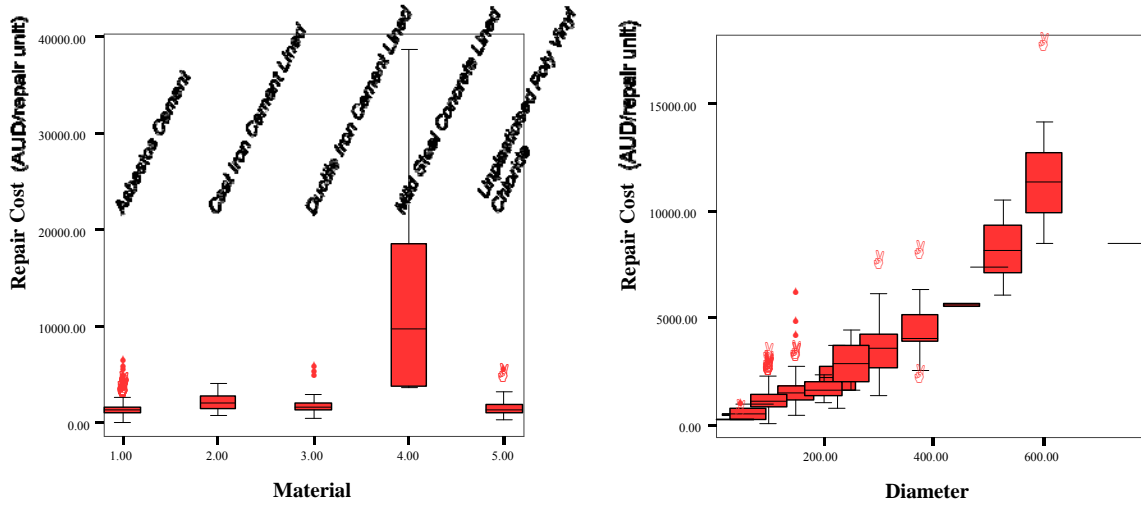 Repair Cost (AUD/repair unit)
40000.00
30000.00
20000.00
10000.00
0.00
Asbestos Cement
Cast Iron Cement Lined
Ductile Iron Cement Lined
Mild Steel Concrete Lined
Unplasticised Poly Vinyl
Chloride
1.00 2.00 3.00 4.00 5.00
Material
Repair Cost (AUD/repair unit)
15000.00
10000.00
5000.00
0.00
200.00 400.00 600.00
Diameter